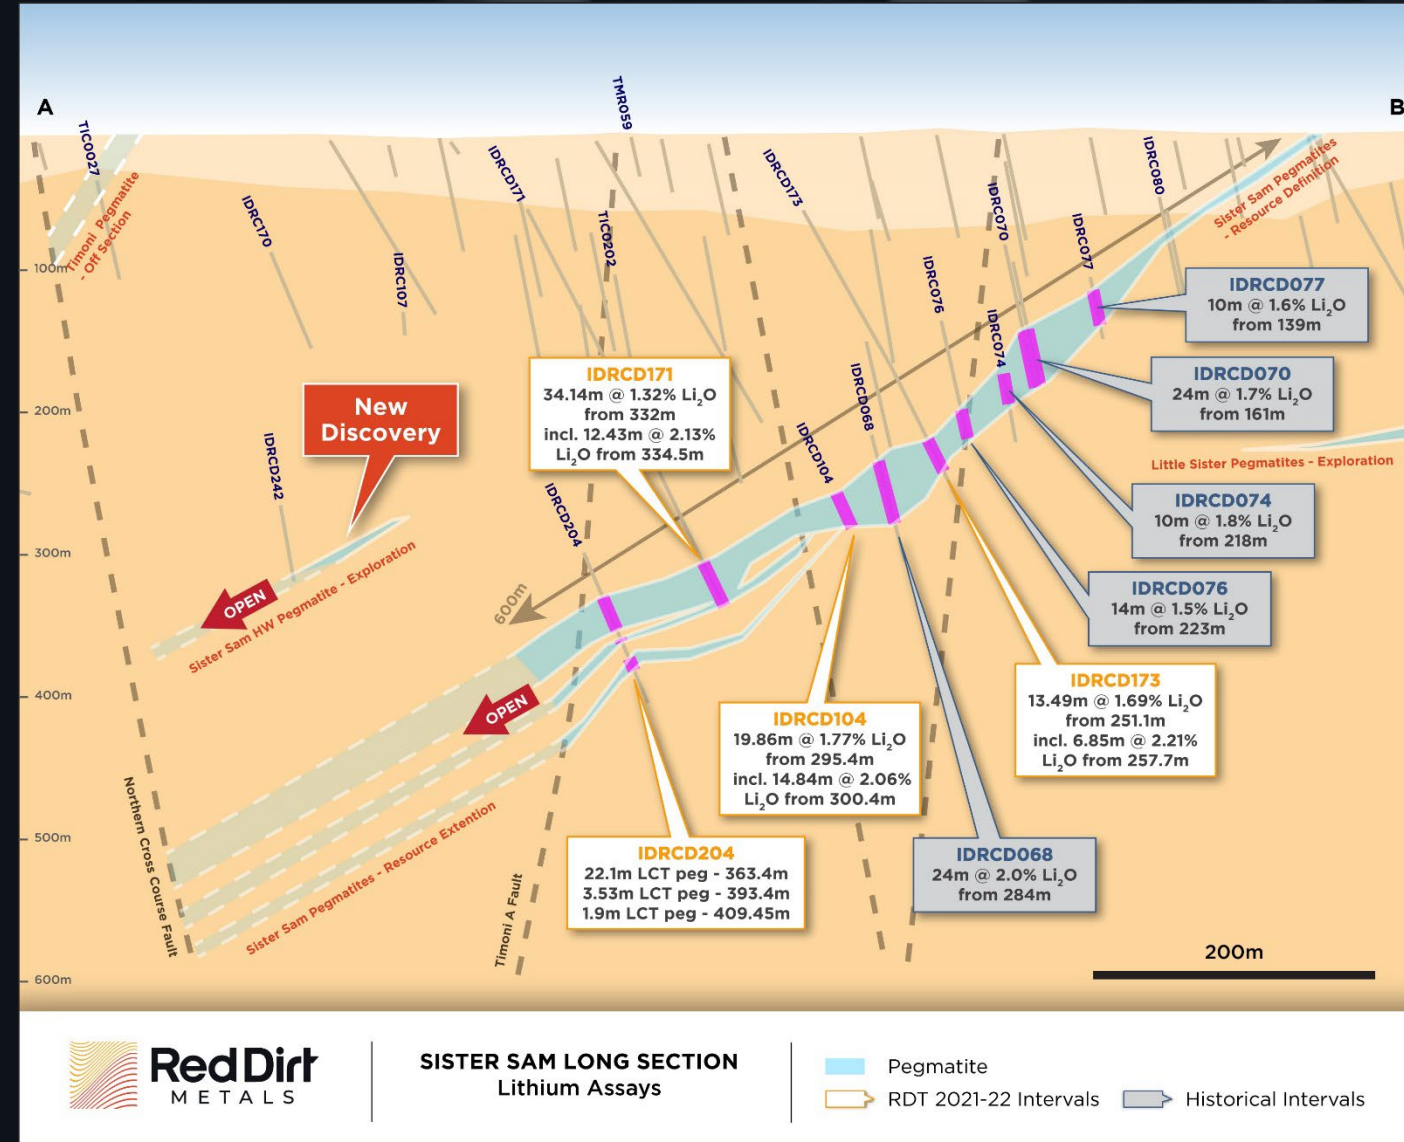 A
B
TIC0027
TMR059
IDRCD171
IDRCD173
IDRC080
IDRC170
IDRC107
TIC0202
IDRC070
IDRC077
IDRC076
IDRC074
IDRCD068
IDRCD104
IDRCD242
IDRCD204
Timoni Pegmatite
- Off Section
Sister Sam Pegmatites
- Resource Definition
100m
200m
300m
400m
500m
600m
600m
New
Discovery
IDRCD171
34.14m @ 1.32% Li₂O
from 332m
incl. 12.43m @ 2.13%
Li₂O from 334.5m
IDRCD077
10m @ 1.6% Li₂O
from 139m
IDRCD070
24m @ 1.7% Li₂O
from 161m
Little Sister Pegmatites - Exploration
IDRCD074
10m @ 1.8% Li₂O
from 218m
IDRCD076
14m @ 1.5% Li₂O
from 223m
IDRCD173
13.49m @ 1.69% Li₂O
from 251.1m
incl. 6.85m @ 2.21%
Li₂O from 257.7m
IDRCD104
19.86m @ 1.77% Li₂O
from 295.4m
incl. 14.84m @ 2.06%
Li₂O from 300.4m
IDRCD068
24m @ 2.0% Li₂O
from 284m
IDRCD204
22.1m LCT peg - 363.4m
3.53m LCT peg - 393.4m
1.9m LCT peg - 409.45m
OPEN
Sister Sam HW Pegmatite - Exploration
OPEN
Sister Sam Pegmatites - Resource Extention
Northern Cross Course Fault
Timoni A Fault
200m
Red Dirt
METALS
SISTER SAM LONG SECTION
Lithium Assays
Pegmatite
RDT 2021-22 Intervals
Historical Intervals